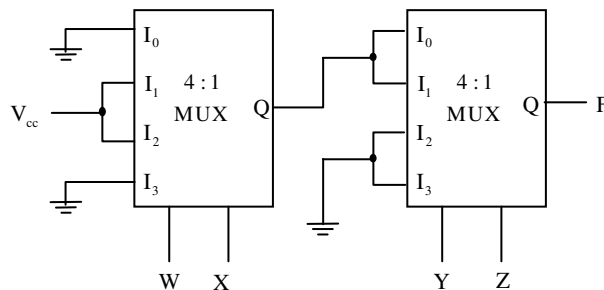 I0 I0
I1 4 : 1 I1 4 : 1
Vcc MUX Q MUX Q F
I2 I2
I3 I3
W X Y Z